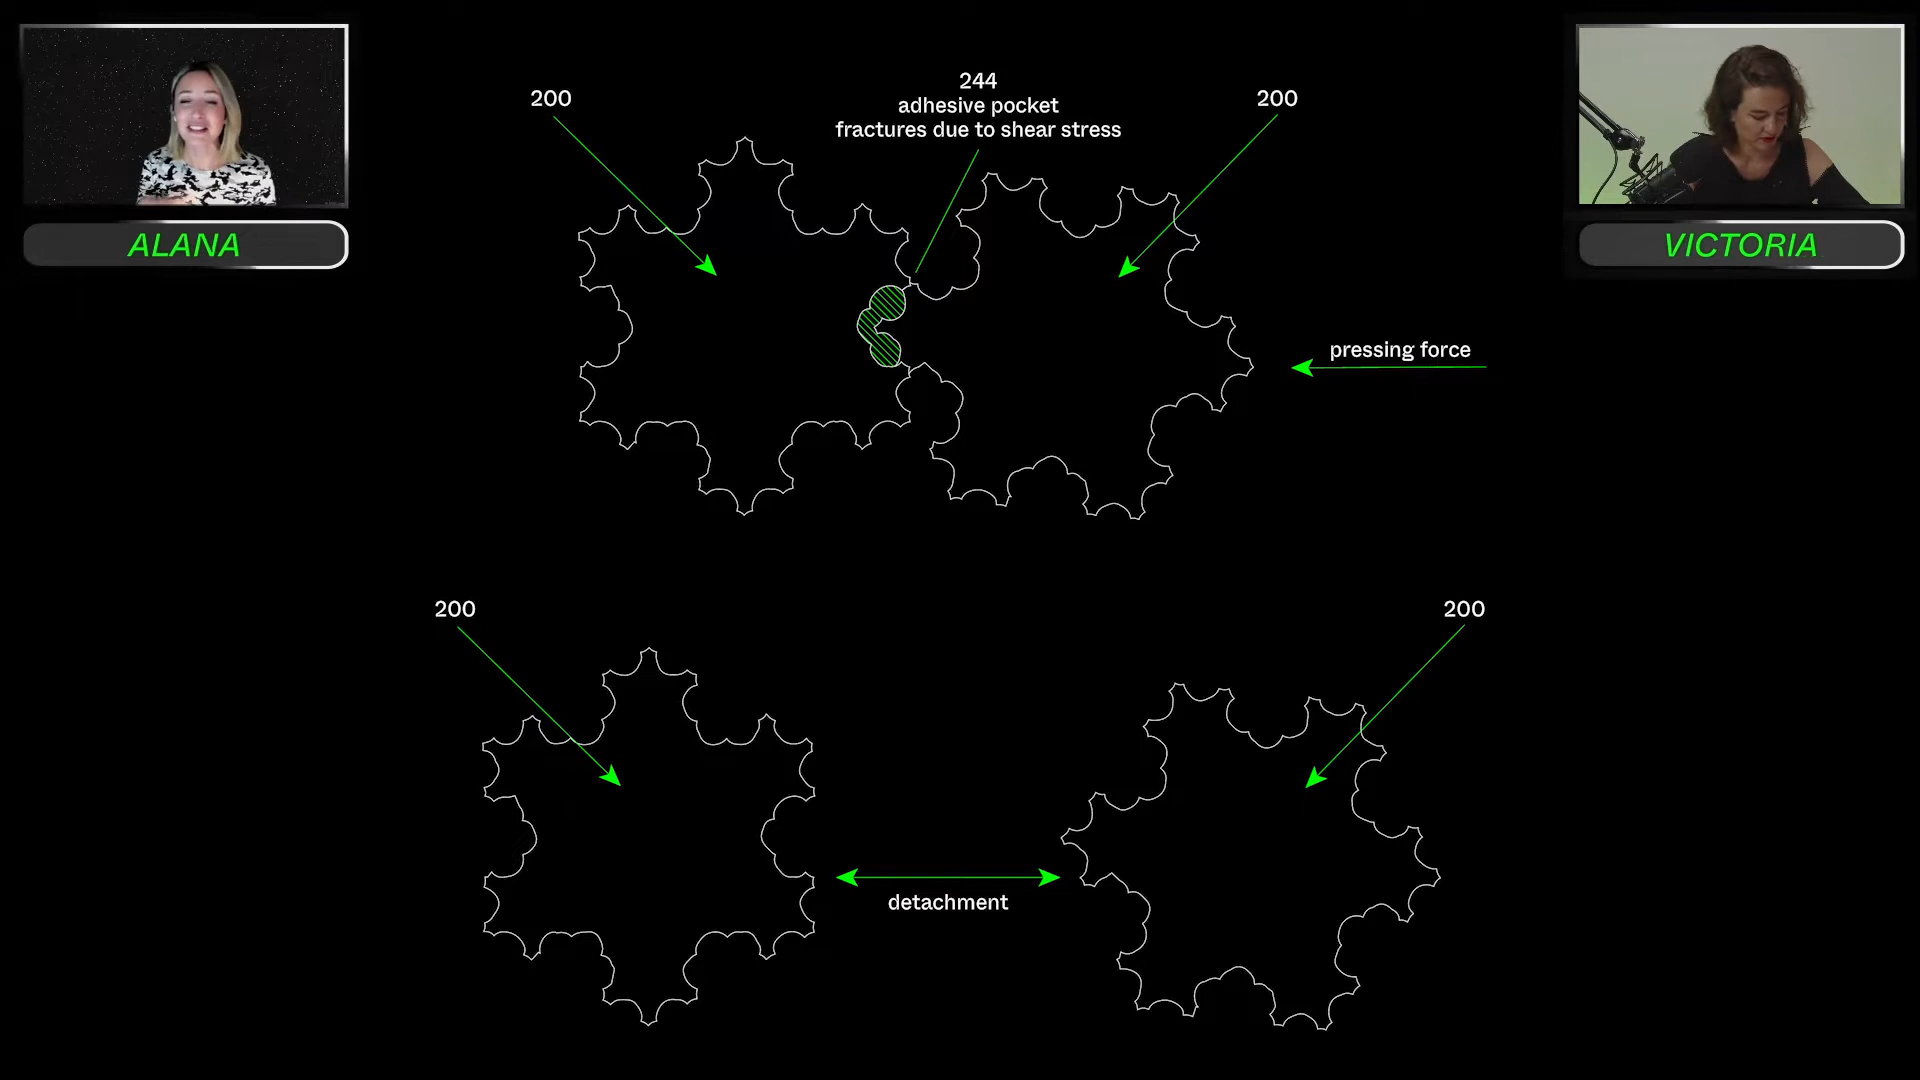 ALANA
VICTORIA
200
244
adhesive pocket
fractures due to shear stress
200
pressing force
200
200
detachment